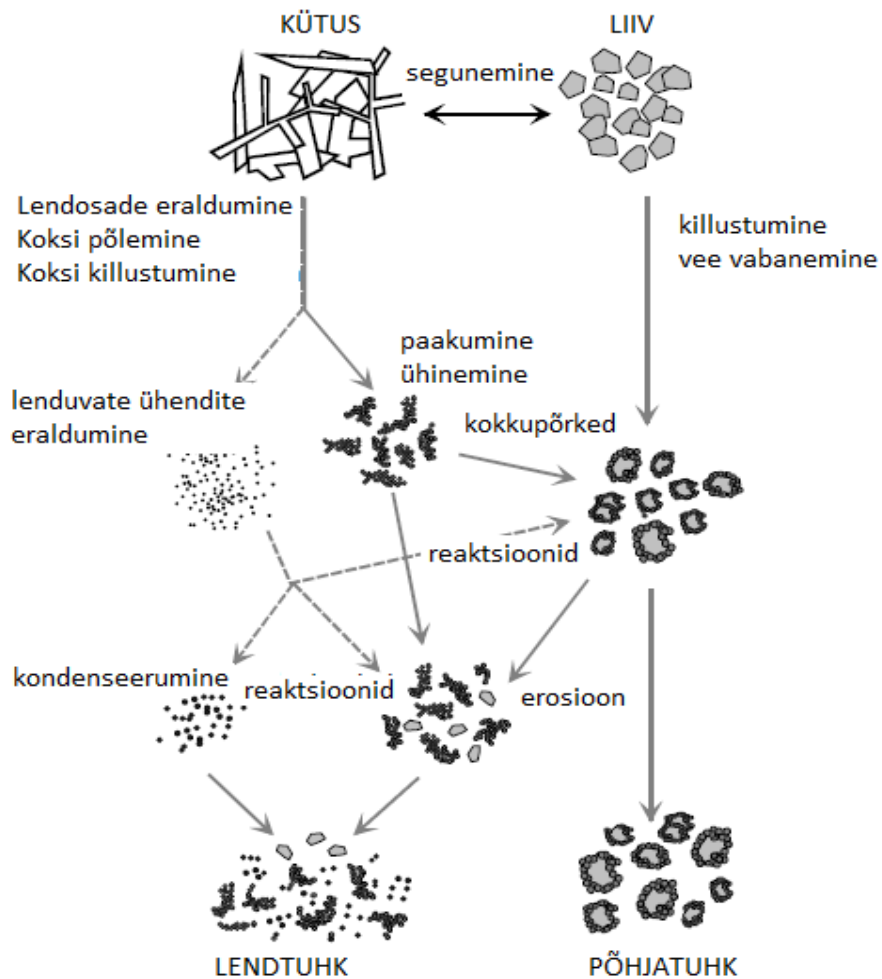 KÜTUS
LIIV
segunemine
Lendosade eraldumine
Koksi põlemine
Koksi killustumine
killustumine
vee vabanemine
paakumine
ühinemine
lenduvate ühendite
eraldumine
kokkupõrked
reaktsioonid
kondenseerumine
reaktsioonid
erosioon
LENDTUHK
PÕHJATUHK